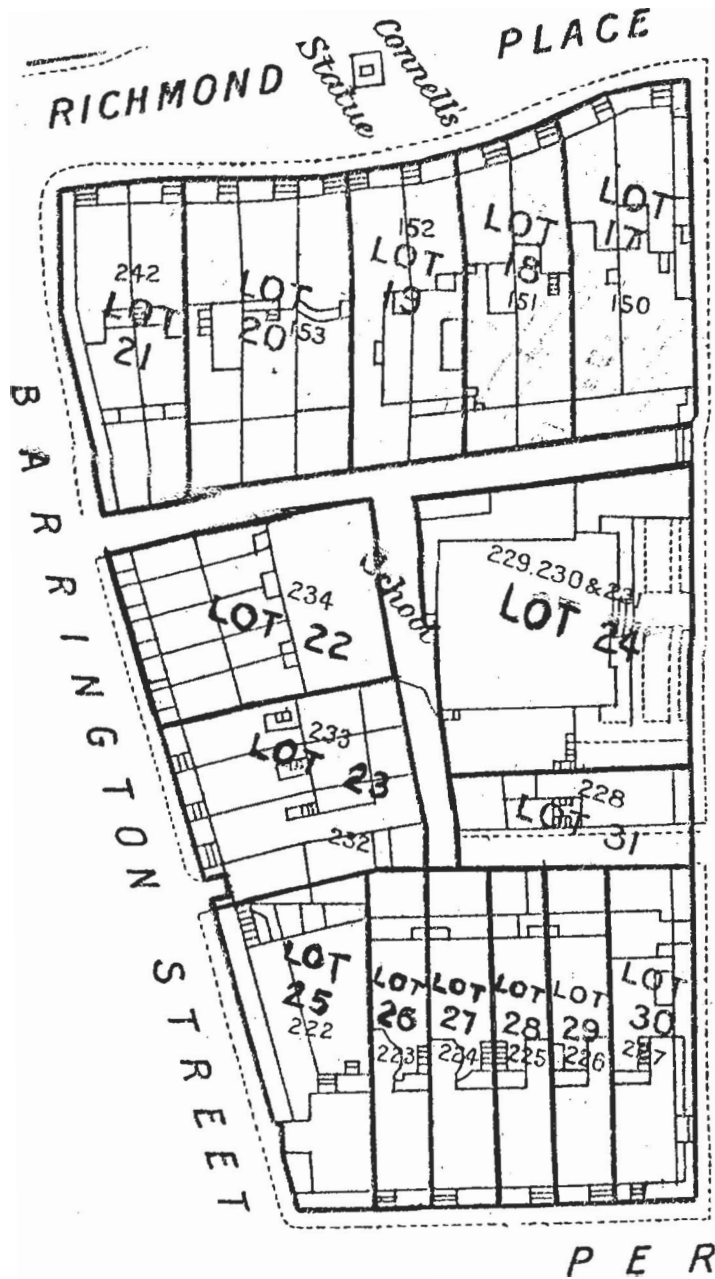 RICHMOND PLACE
Connell's
Statue
242
LOT
21
LOT
20
153
152
LOT
19
LOT
18
151
LOT
17
150
BARRINGTON STREET
234
LOT 22
School
229.230 & 231
LOT 24
233
LOT
23
232
228
LOT
31
LOT
25
222
LOT
26
223
LOT
27
224
LOT
28
225
LOT
29
226
LOT
30
227
PER